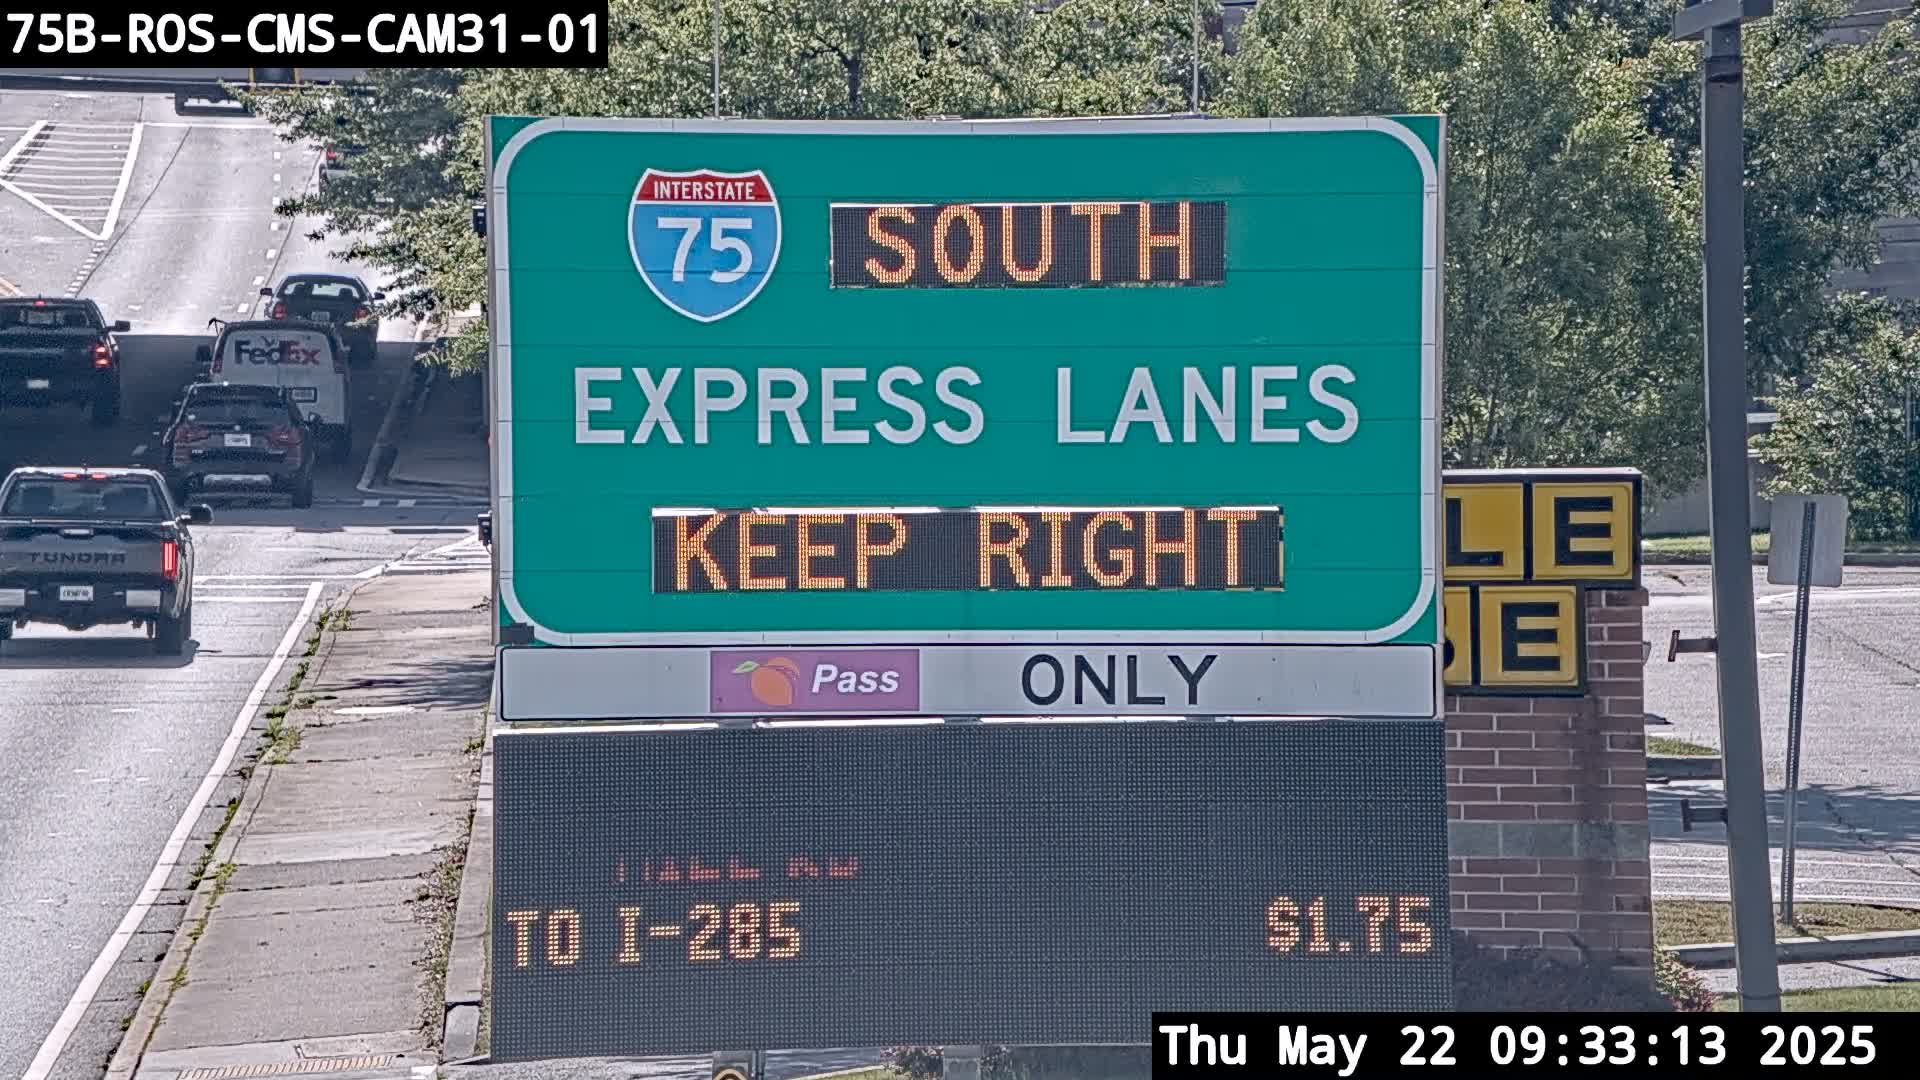 75B-ROS-CMS-CAM31-01
INTERSTATE
75
SOUTH
EXPRESS LANES
KEEP RIGHT
Pass ONLY
TO I-285 $1.75
FedEx
TUNDRA
LE
E
Thu May 22 09:33:13 2025